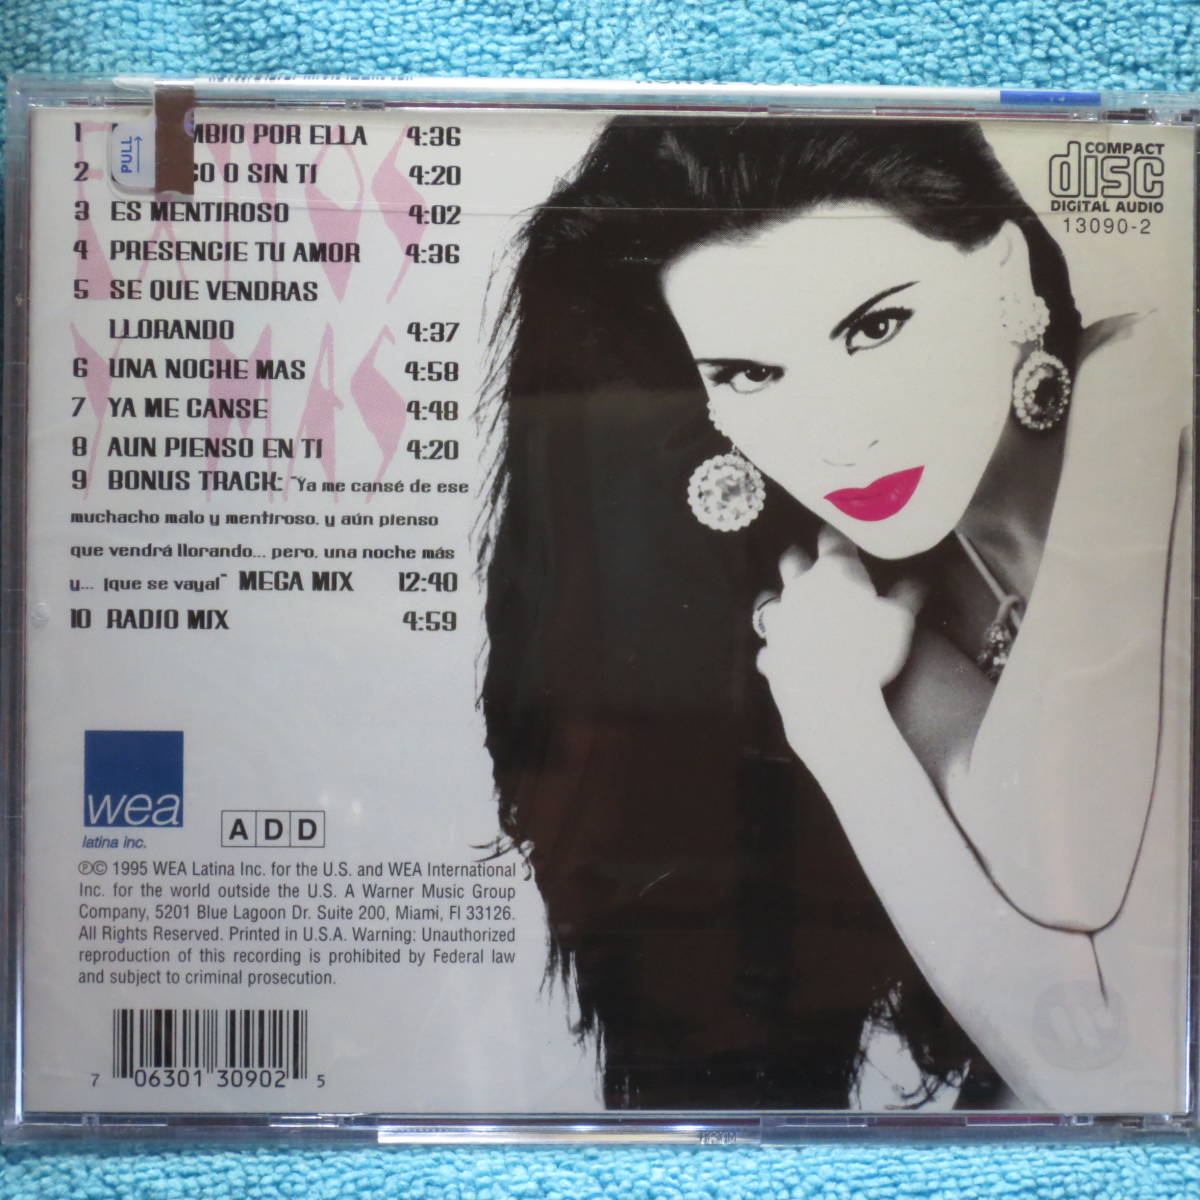 EXITOS
Y MAS
PULL
1 MBIO POR ELLA 4:36
2 CO O SIN TI 4:20
3 ES MENTIROSO 4:02
4 PRESENCIE TU AMOR 4:36
5 SE QUE VENDRAS
LLORANDO 4:37
6 UNA NOCHE MAS 4:58
7 YA ME CANSE 4:48
8 AUN PIENSO EN TI 4:20
9 BONUS TRACK: "Ya me cansé de ese
muchacho malo y mentiroso, y aún pienso
que vendrá llorando... pero, una noche más
y... ¡que se vaya!" MEGA MIX 12:40
10 RADIO MIX 4:59
COMPACT
disc
DIGITAL AUDIO
13090-2
wea
latina inc.
A D D
℗© 1995 WEA Latina Inc. for the U.S. and WEA International
Inc. for the world outside the U.S. A Warner Music Group
Company, 5201 Blue Lagoon Dr. Suite 200, Miami, Fl 33126.
All Rights Reserved. Printed in U.S.A. Warning: Unauthorized
reproduction of this recording is prohibited by Federal law
and subject to criminal prosecution.
7 06301 30902 5